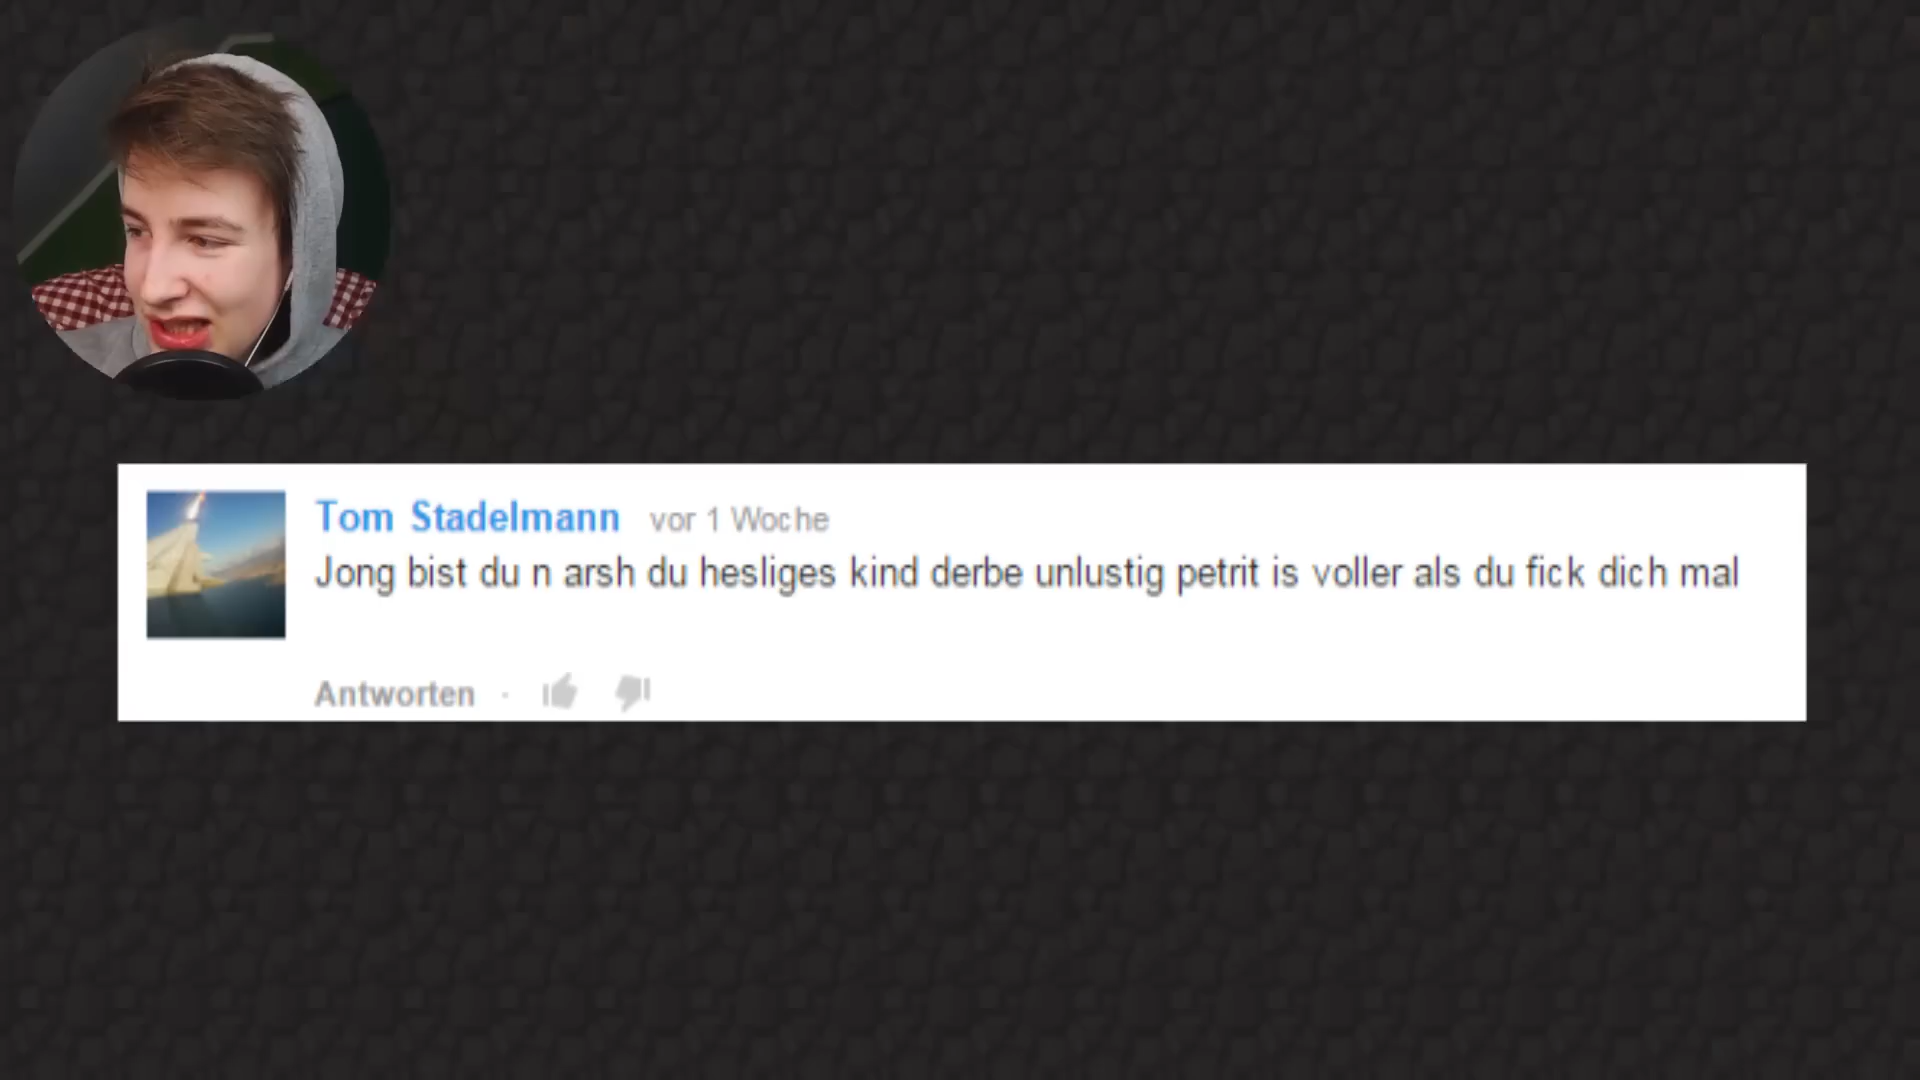 Tom Stadelmann vor 1 Woche
Jong bist du n arsh du hesliges kind derbe unlustig petrit is voller als du fick dich mal
Antworten ·